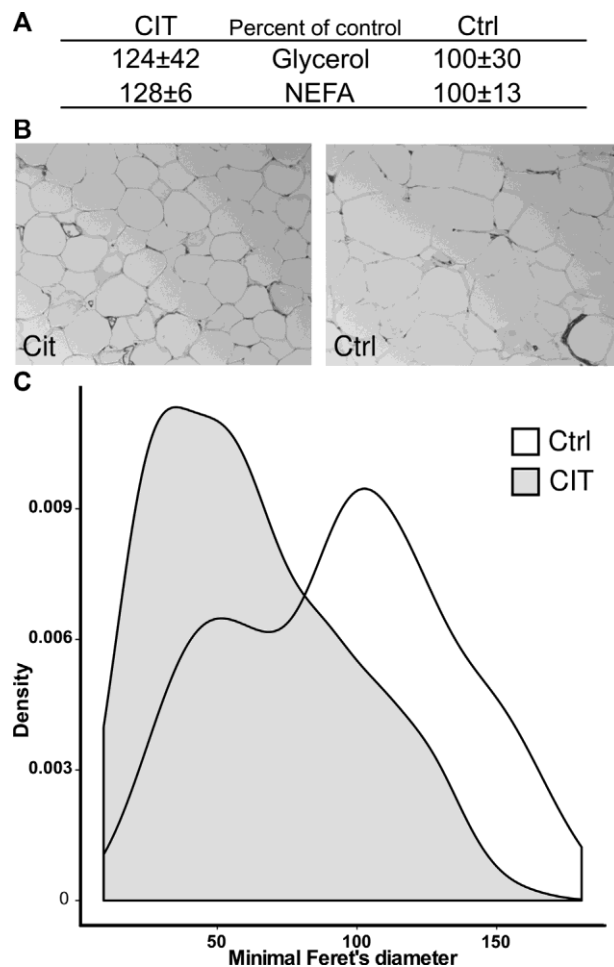 A
CIT Percent of control Ctrl
124±42 Glycerol 100±30
128±6 NEFA 100±13
B
Cit
Ctrl
C
Ctrl
CIT
0.009
0.006
0.003
0
Density
50 100 150
Minimal Feret's diameter